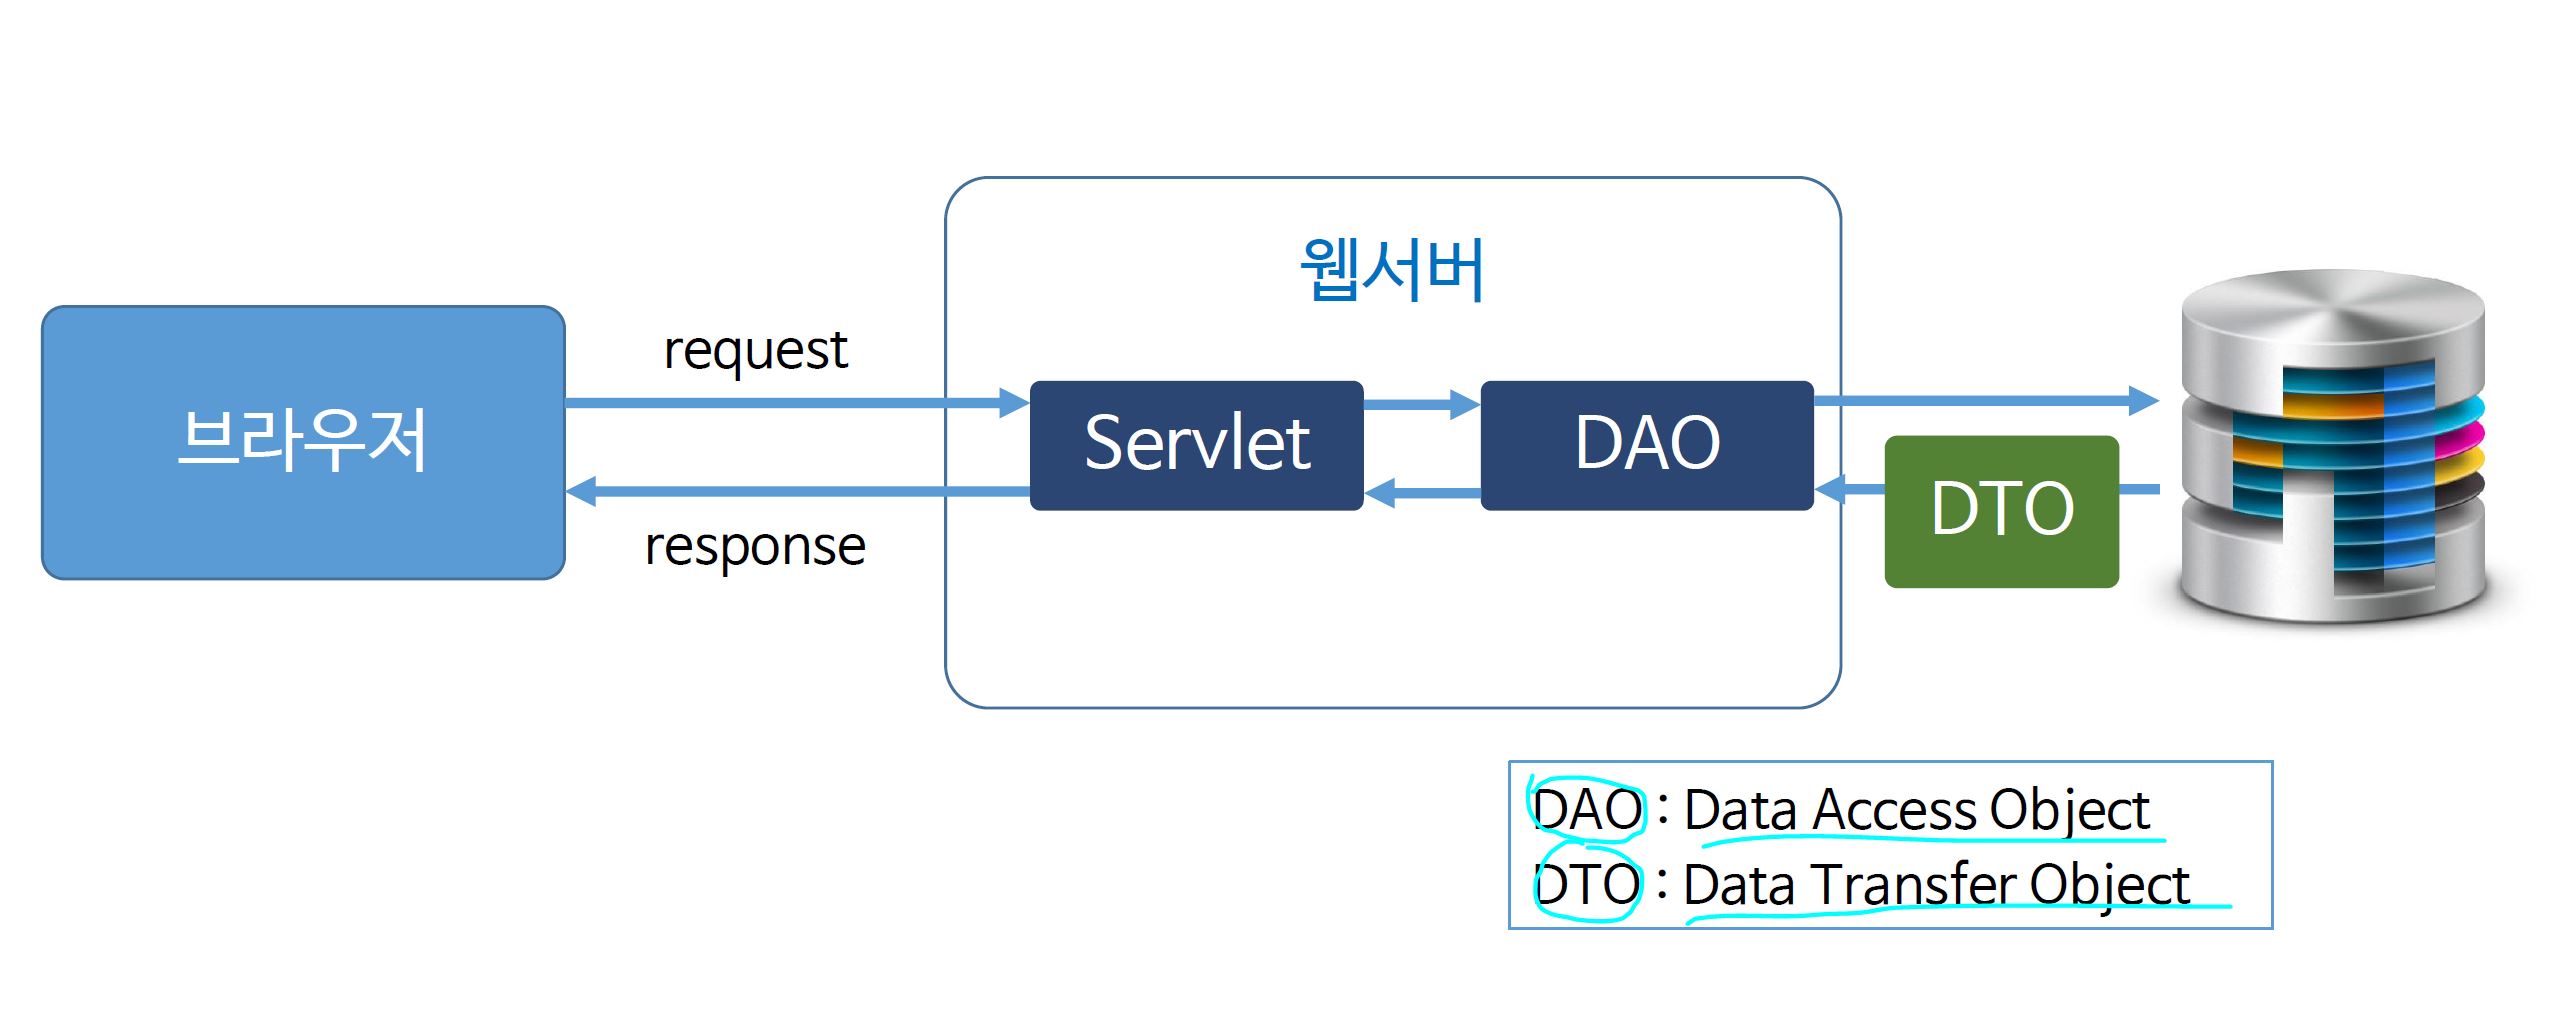 웹서버
브라우저
request
response
Servlet
DAO
DTO
DAO : Data Access Object
DTO : Data Transfer Object